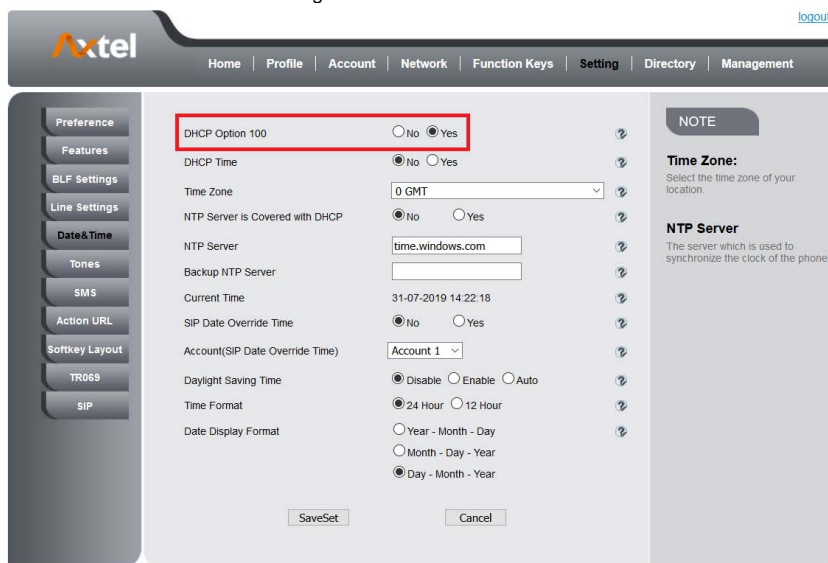 logout
Axtel
Home | Profile | Account | Network | Function Keys | Setting | Directory | Management
Preference
Features
BLF Settings
Line Settings
Date&Time
Tones
SMS
Action URL
Softkey Layout
TR069
SIP
DHCP Option 100 No Yes
DHCP Time No Yes
Time Zone 0 GMT
NTP Server is Covered with DHCP No Yes
NTP Server time.windows.com
Backup NTP Server
Current Time 31-07-2019 14:22:18
SIP Date Override Time No Yes
Account(SIP Date Override Time) Account 1
Daylight Saving Time Disable Enable Auto
Time Format 24 Hour 12 Hour
Date Display Format Year - Month - Day
Month - Day - Year
Day - Month - Year
SaveSet Cancel
NOTE
Time Zone:
Select the time zone of your
location.
NTP Server
The server which is used to
synchronize the clock of the phone